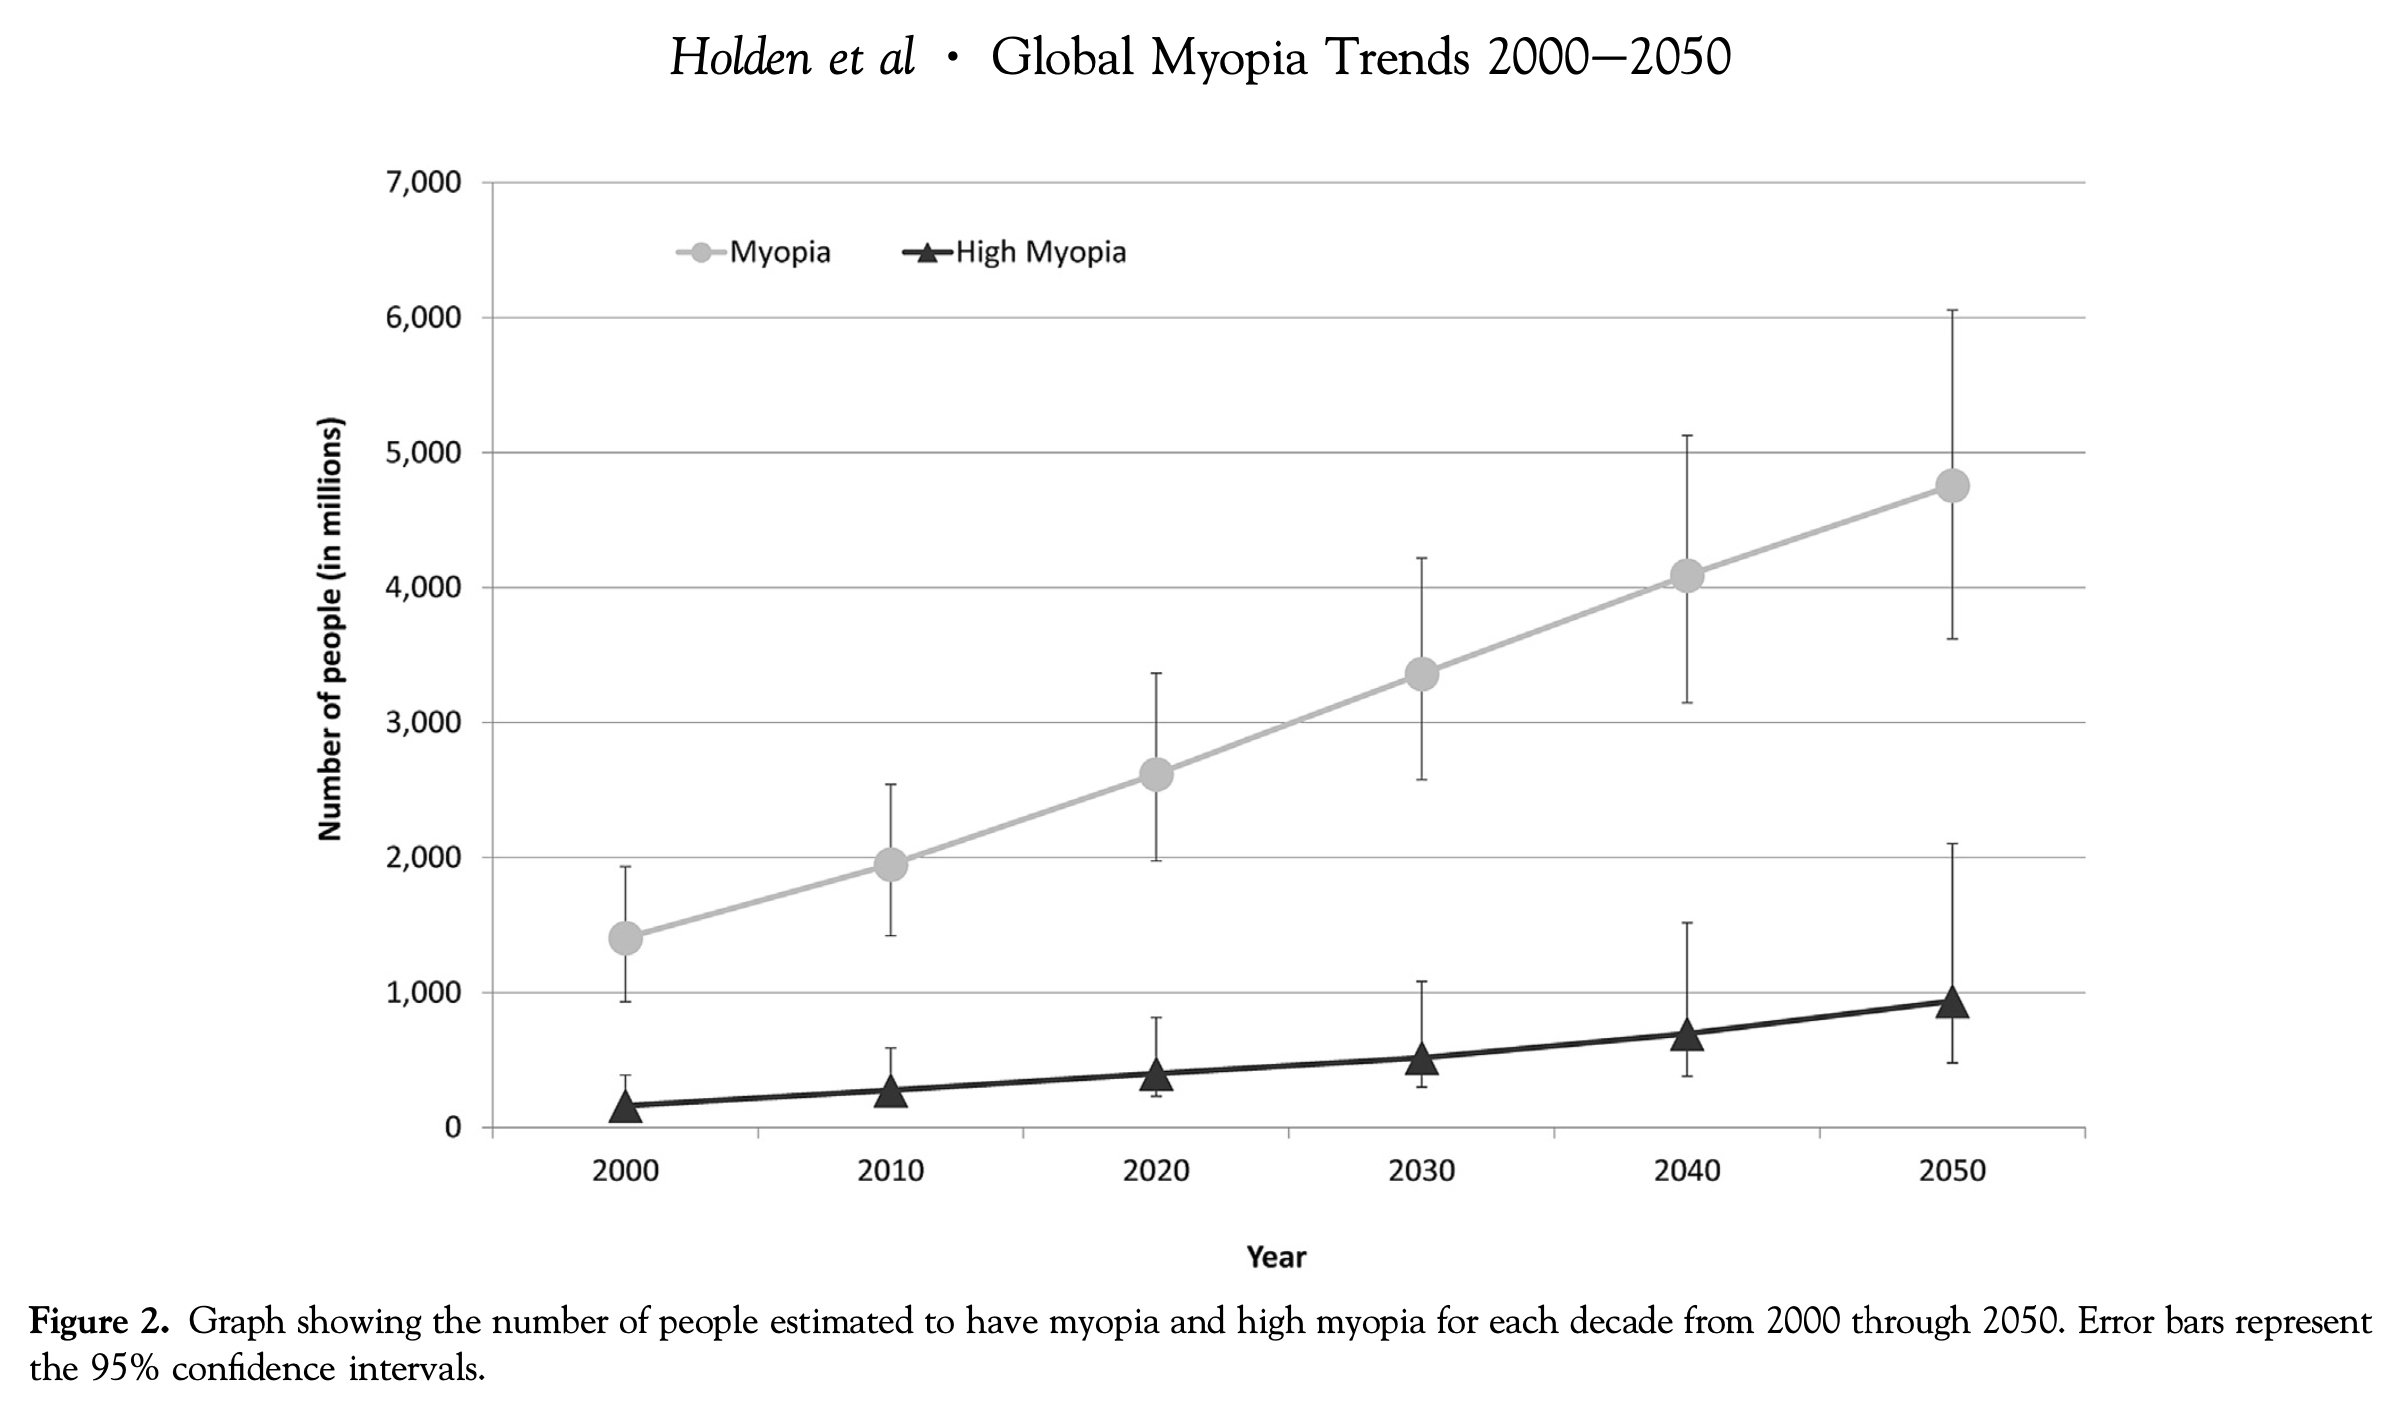 Holden et al • Global Myopia Trends 2000–2050
7,000
Myopia High Myopia
6,000
5,000
4,000
3,000
2,000
1,000
0
Number of people (in millions)
2000 2010 2020 2030 2040 2050
Year
Figure 2. Graph showing the number of people estimated to have myopia and high myopia for each decade from 2000 through 2050. Error bars represent
the 95% confidence intervals.